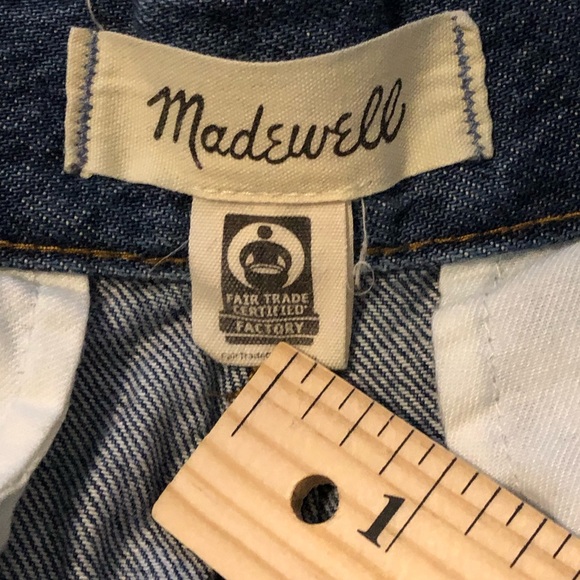 Madewell
FAIR TRADE
CERTIFIED
FACTORY
1